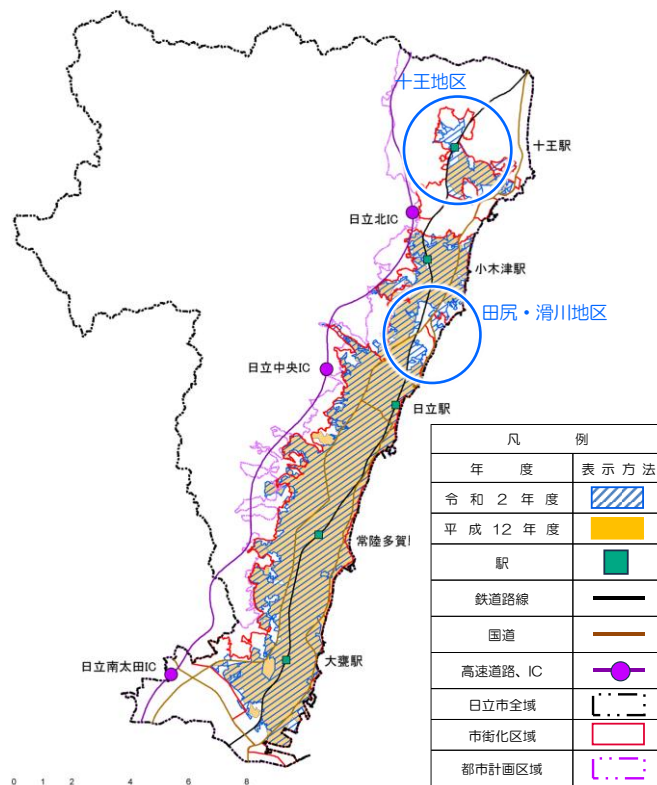 十王地区
十王駅
日立北IC
小木津駅
田尻・滑川地区
日立中央IC
日立駅
常陸多賀
大甕駅
日立南太田IC
凡 例
年 度 表示方法
令和2年度
平成12年度
駅
鉄道路線
国道
高速道路、IC
日立市全域
市街化区域
都市計画区域
0 1 2 4 6 8